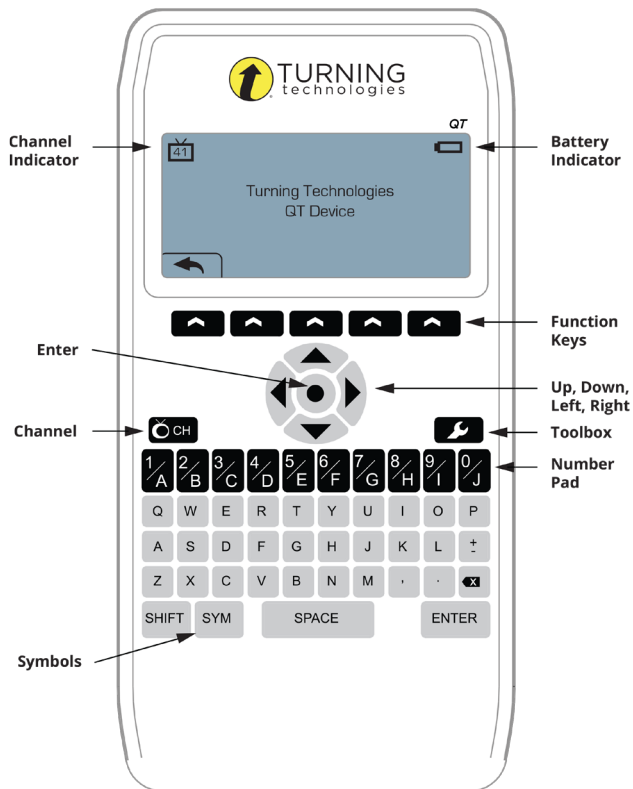 TURNING
technologies
QT
Channel
Indicator
41
Battery
Indicator
Turning Technologies
QT Device
Function
Keys
Enter
Up, Down,
Left, Right
Channel
CH
Toolbox
1/A 2/B 3/C 4/D 5/E 6/F 7/G 8/H 9/I 0/J
Number
Pad
Q W E R T Y U I O P
A S D F G H J K L +/-
Z X C V B N M , . X
SHIFT SYM SPACE ENTER
Symbols